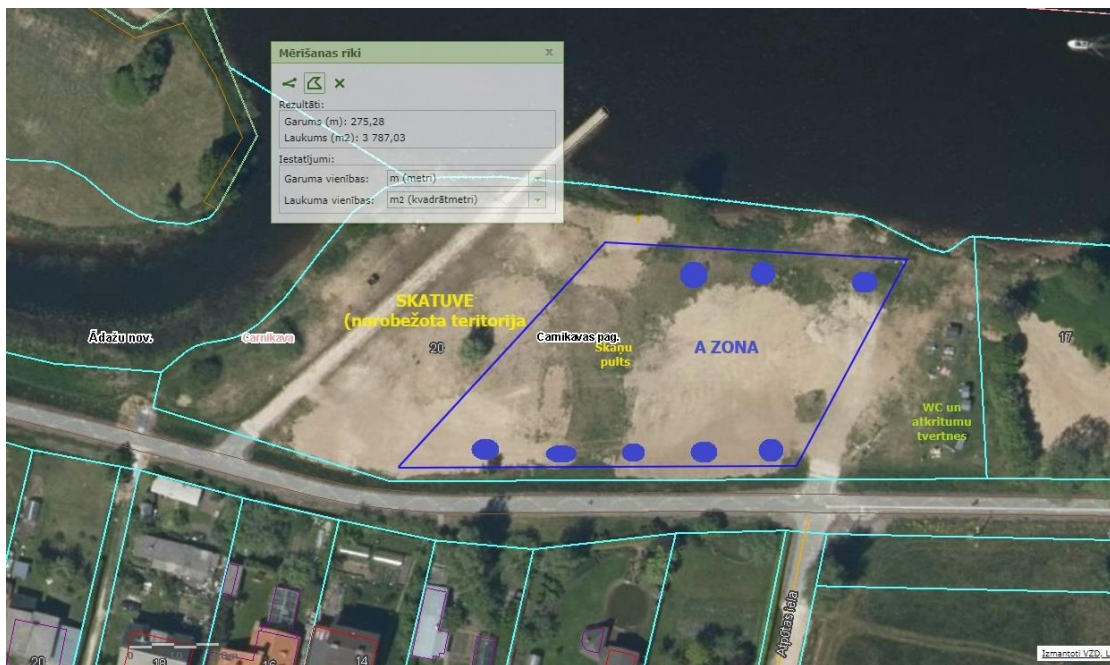 Mērīšanas rīki
x
Rezultāti:
Garums (m): 275,28
Laukums (m2): 3 787,03
Iestatījumi:
Garuma vienības: m (metri)
Laukuma vienības: m2 (kvadrātmetri)
SKATUVE
(norobežota teritorija
Ādažu nov.
Carnikava
20
Carnikavas pag.
Skaņu
pults
A ZONA
17
WC un
atkritumu
tvertnes
Atpūtas iela
20
18
16
14
Izmantoti VZD, L